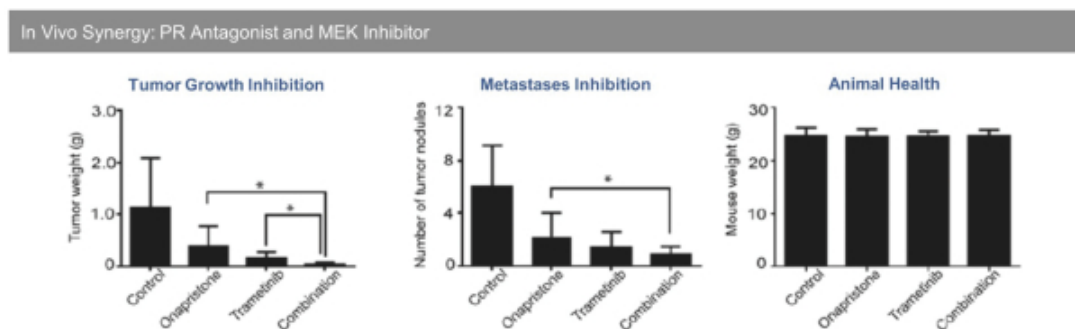 In Vivo Synergy: PR Antagonist and MEK Inhibitor
Tumor Growth Inhibition
Tumor weight (g)
3.0
2.0
1.0
0
*
*
Control
Onapristone
Trametinib
Combination
Metastases Inhibition
Number of tumor nodules
12
8
4
0
*
Control
Onapristone
Trametinib
Combination
Animal Health
Mouse weight (g)
30
20
10
0
Control
Onapristone
Trametinib
Combination